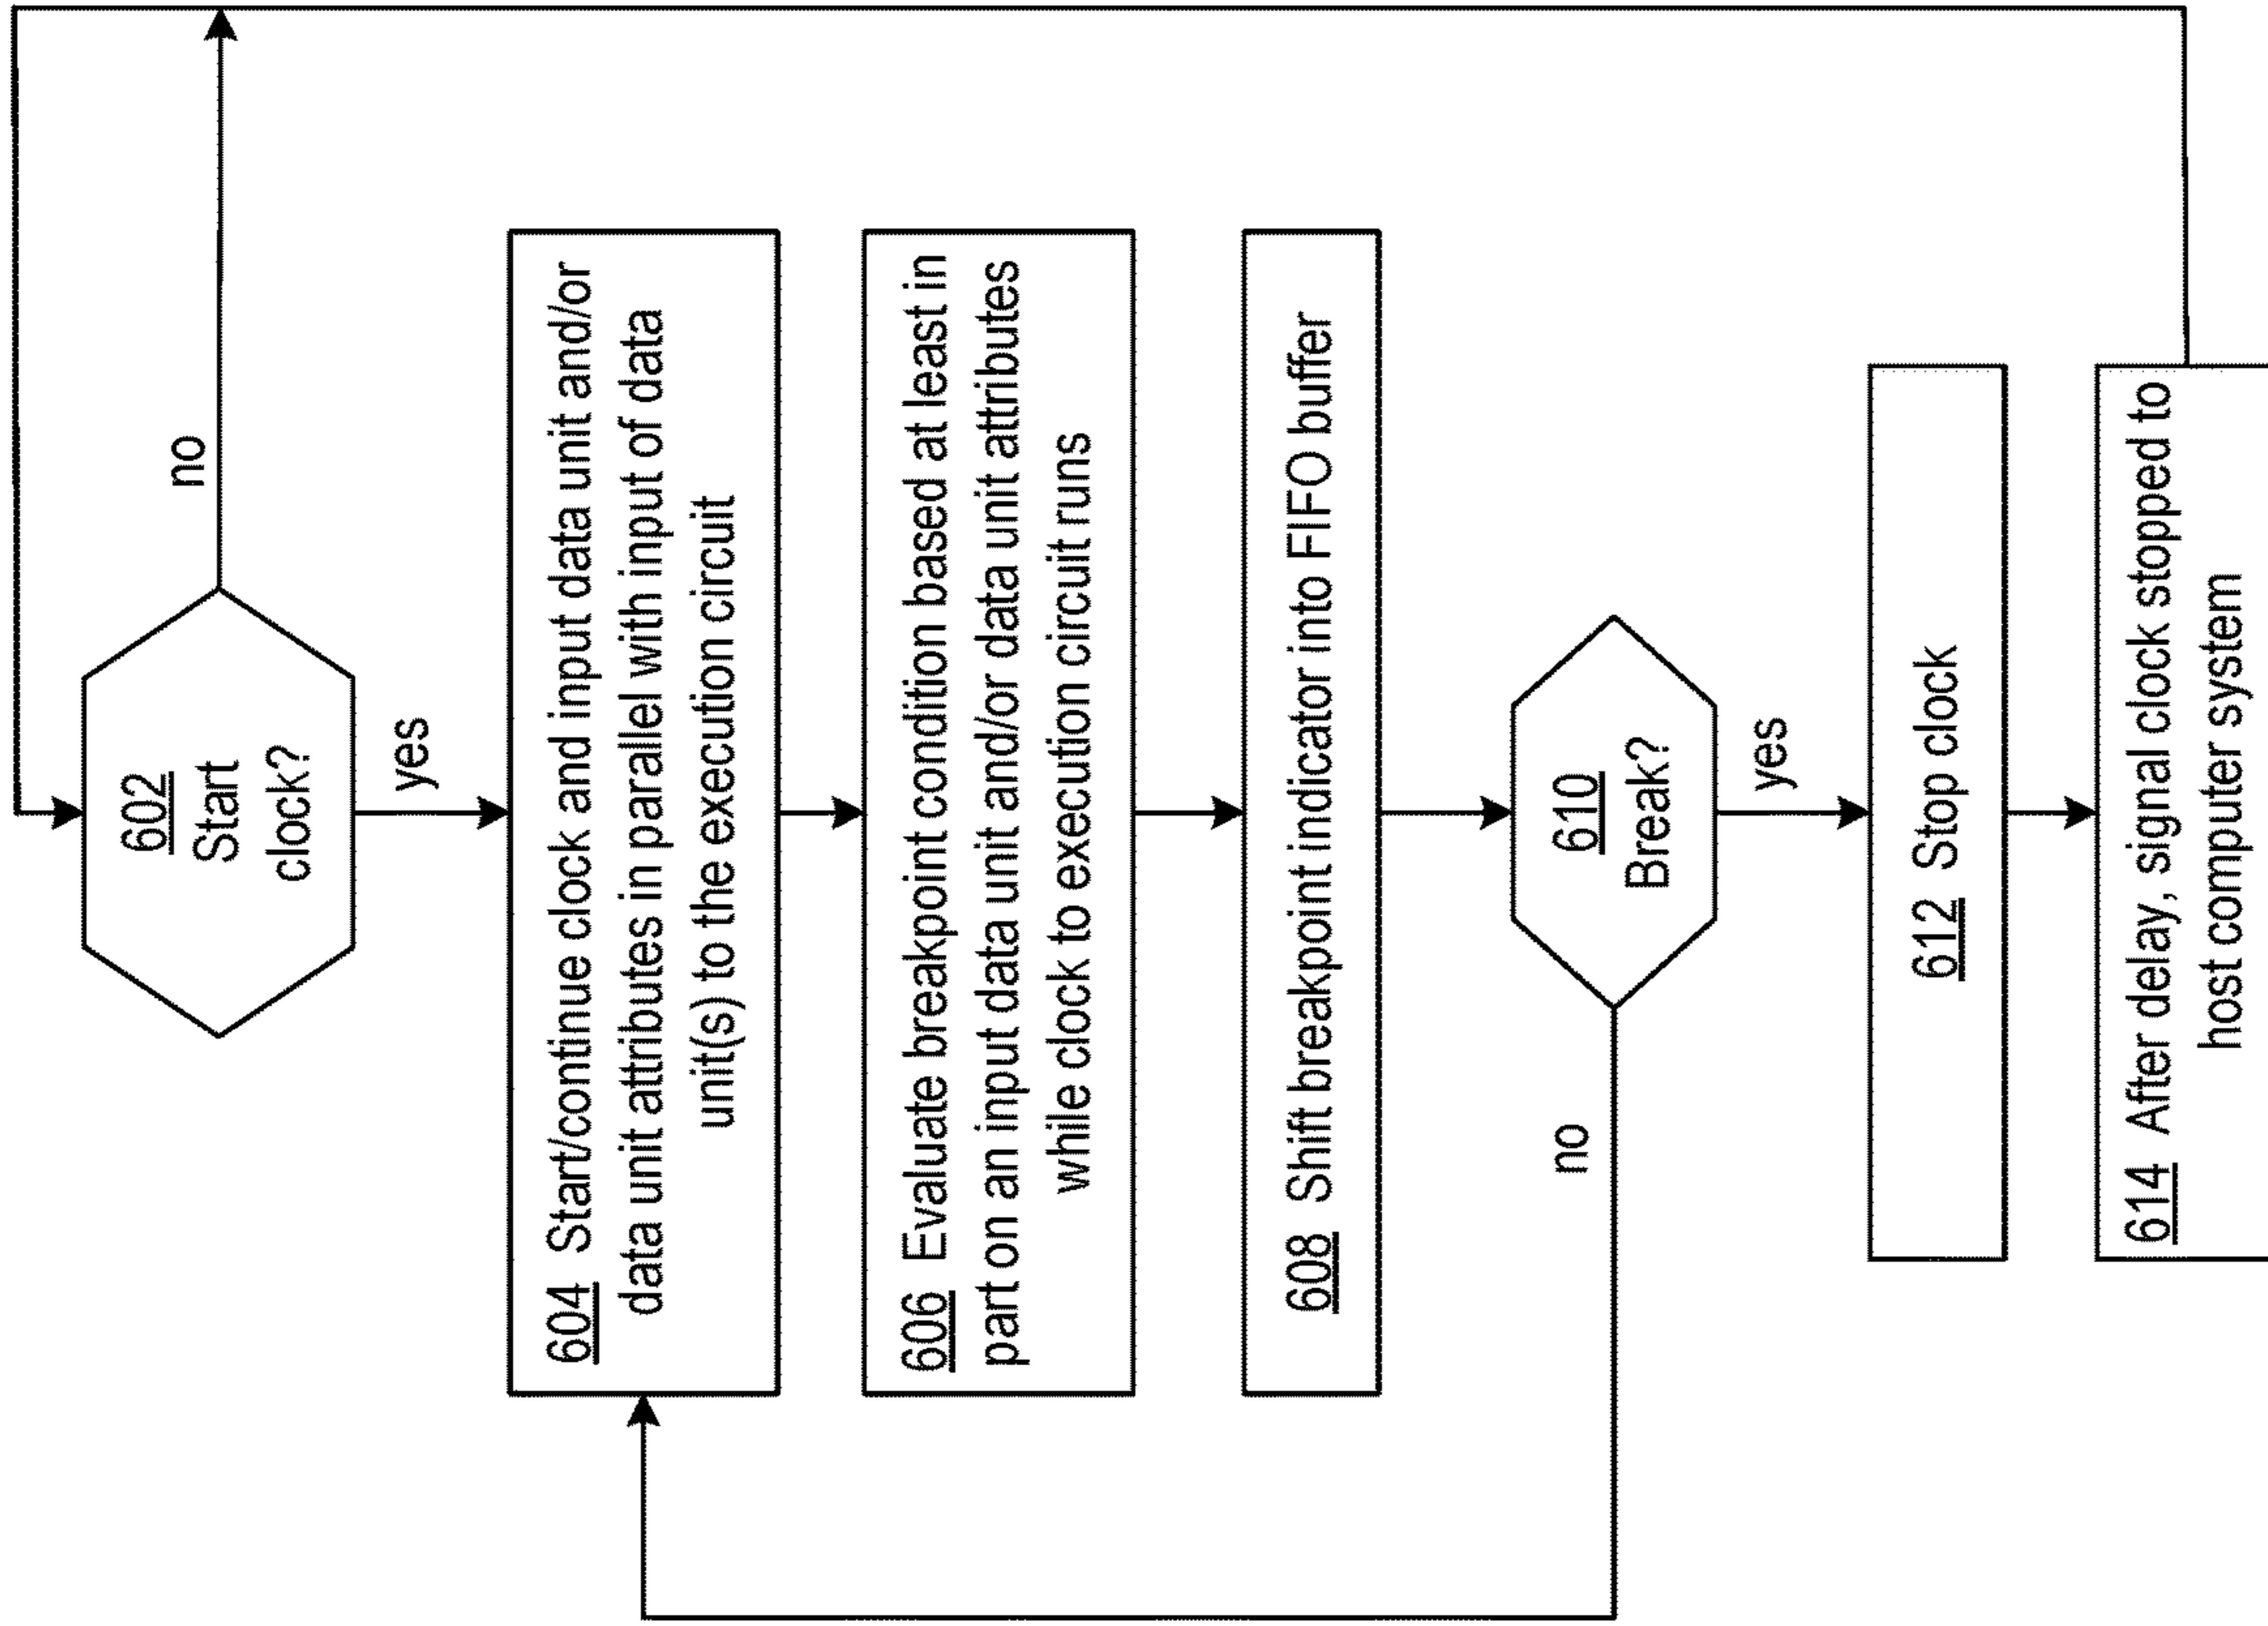 602
Start
clock?
no
yes
604 Start/continue clock and input data unit and/or
data unit attributes in parallel with input of data
unit(s) to the execution circuit
606 Evaluate breakpoint condition based at least in
part on an input data unit and/or data unit attributes
while clock to execution circuit runs
608 Shift breakpoint indicator into FIFO buffer
610
Break?
no
yes
612 Stop clock
614 After delay, signal clock stopped to
host computer system